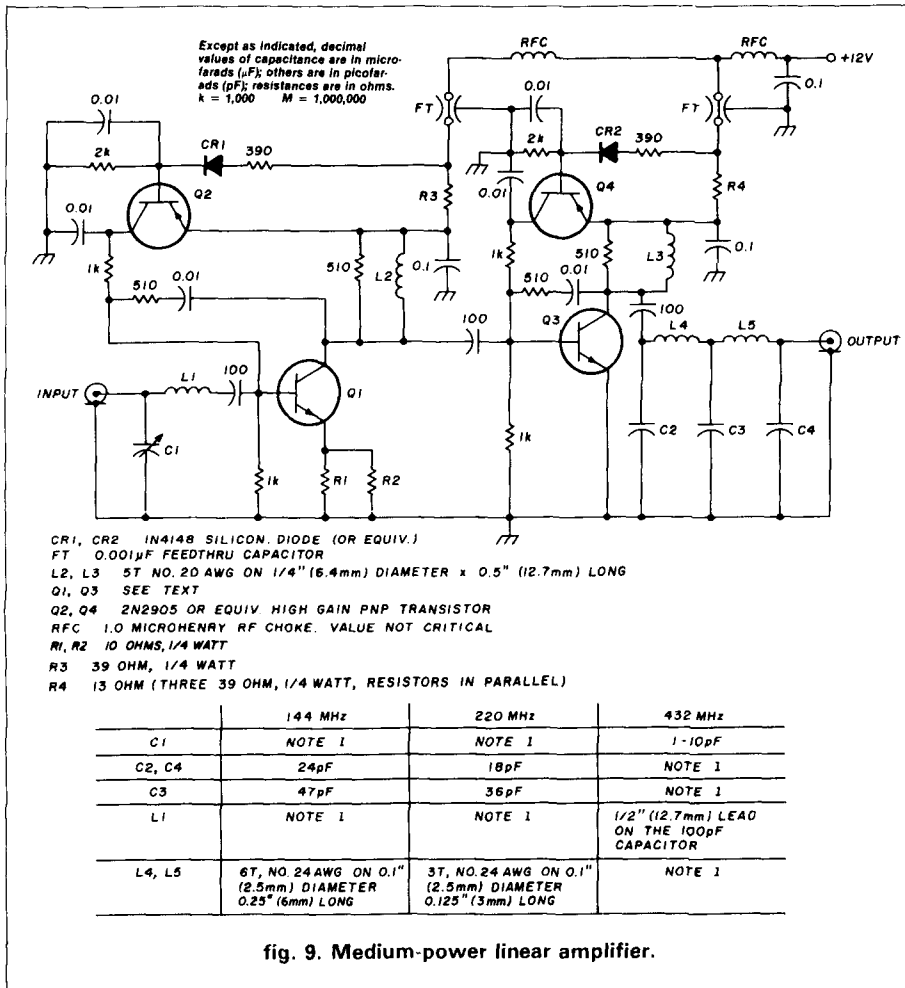 Except as indicated, decimal
values of capacitance are in micro-
farads (µF); others are in picofar-
ads (pF); resistances are in ohms.
k = 1,000 M = 1,000,000
RFC
RFC
+12V
0.1
FT
FT
0.01
0.01
CR1
390
2k
Q2
0.01
R3
2k
CR2
390
0.01
Q4
R4
1k
510
0.01
510
L2
0.1
1k
510
0.01
510
L3
0.1
100
Q3
100
L4
L5
OUTPUT
INPUT
L1
100
Q1
C1
1k
R1
R2
1k
C2
C3
C4
CR1, CR2 1N4148 SILICON. DIODE (OR EQUIV.)
FT 0.001µF FEEDTHRU CAPACITOR
L2, L3 5T NO. 20 AWG ON 1/4" (6.4mm) DIAMETER x 0.5" (12.7mm) LONG
Q1, Q3 SEE TEXT
Q2, Q4 2N2905 OR EQUIV. HIGH GAIN PNP TRANSISTOR
RFC 1.0 MICROHENRY RF CHOKE. VALUE NOT CRITICAL
R1, R2 10 OHMS, 1/4 WATT
R3 39 OHM, 1/4 WATT
R4 13 OHM (THREE 39 OHM, 1/4 WATT, RESISTORS IN PARALLEL)
144 MHz 220 MHz 432 MHz
C1 NOTE 1 NOTE 1 1-10pF
C2, C4 24pF 18pF NOTE 1
C3 47pF 36pF NOTE 1
L1 NOTE 1 NOTE 1 1/2" (12.7mm) LEAD
ON THE 100pF
CAPACITOR
L4, L5 6T, NO. 24 AWG ON 0.1" 3T, NO. 24 AWG ON 0.1" NOTE 1
(2.5mm) DIAMETER (2.5mm) DIAMETER
0.25" (6mm) LONG 0.125" (3mm) LONG
fig. 9. Medium-power linear amplifier.